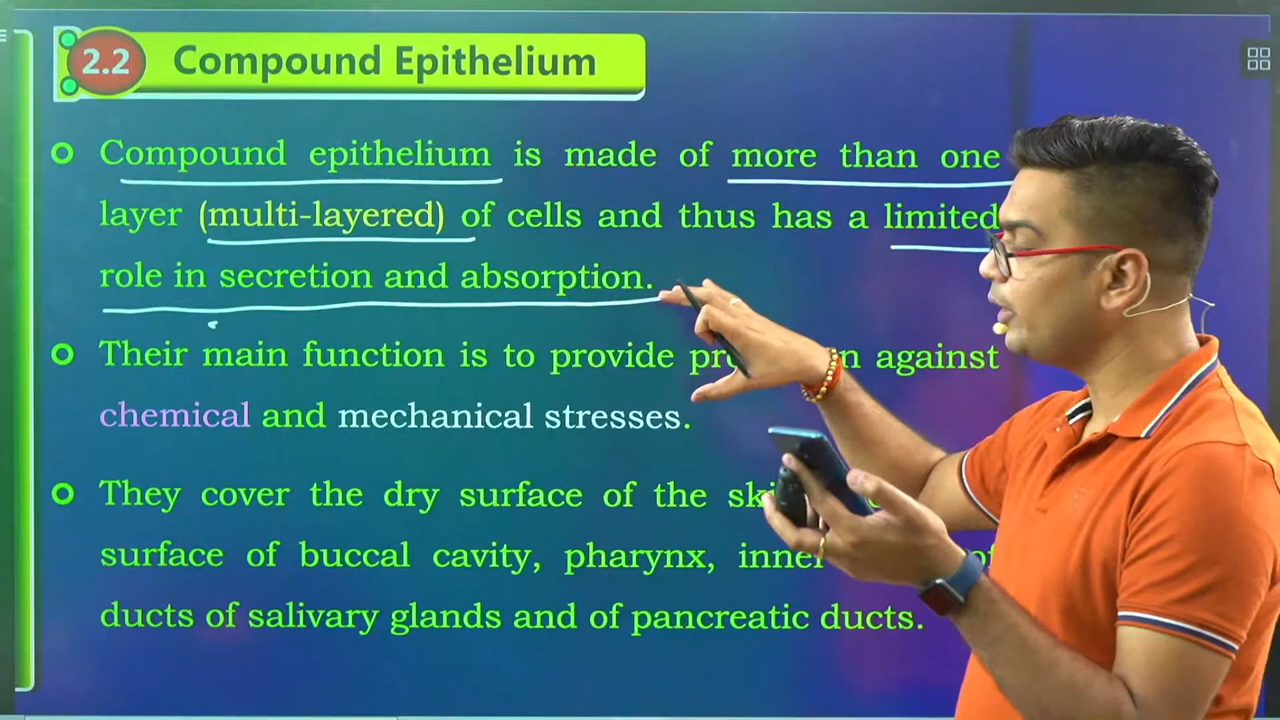 2.2 Compound Epithelium
Compound epithelium is made of more than one
layer (multi-layered) of cells and thus has a limited
role in secretion and absorption.
Their main function is to provide against
chemical and mechanical stresses.
They cover the dry surface of the
surface of buccal cavity, pharynx, inner of
ducts of salivary glands and of pancreatic ducts.